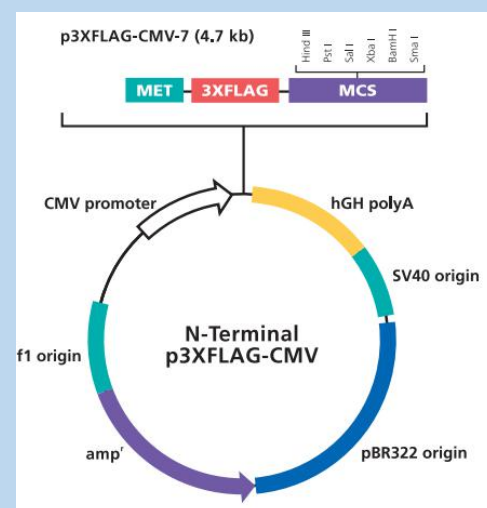 p3XFLAG-CMV-7 (4.7 kb)
Hind III
Pst I
Sal I
Xba I
BamH I
Sma I
MET
3XFLAG
MCS
CMV promoter
hGH polyA
SV40 origin
N-Terminal
p3XFLAG-CMV
f1 origin
pBR322 origin
ampʳ